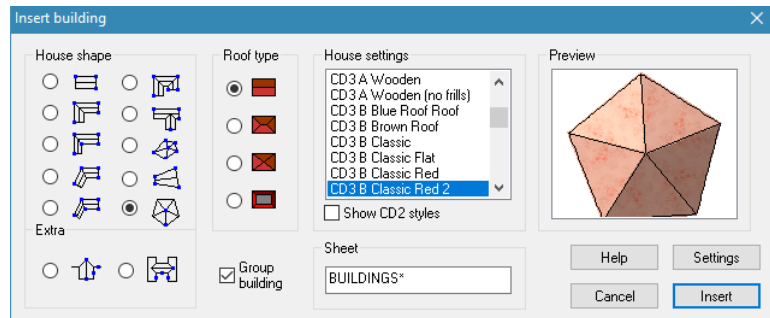 Insert building
House shape
Extra
Roof type
Group
building
House settings
CD3 A Wooden
CD3 A Wooden (no frills)
CD3 B Blue Roof Roof
CD3 B Brown Roof
CD3 B Classic
CD3 B Classic Flat
CD3 B Classic Red
CD3 B Classic Red 2
Show CD2 styles
Sheet
BUILDINGS*
Preview
Help
Settings
Cancel
Insert